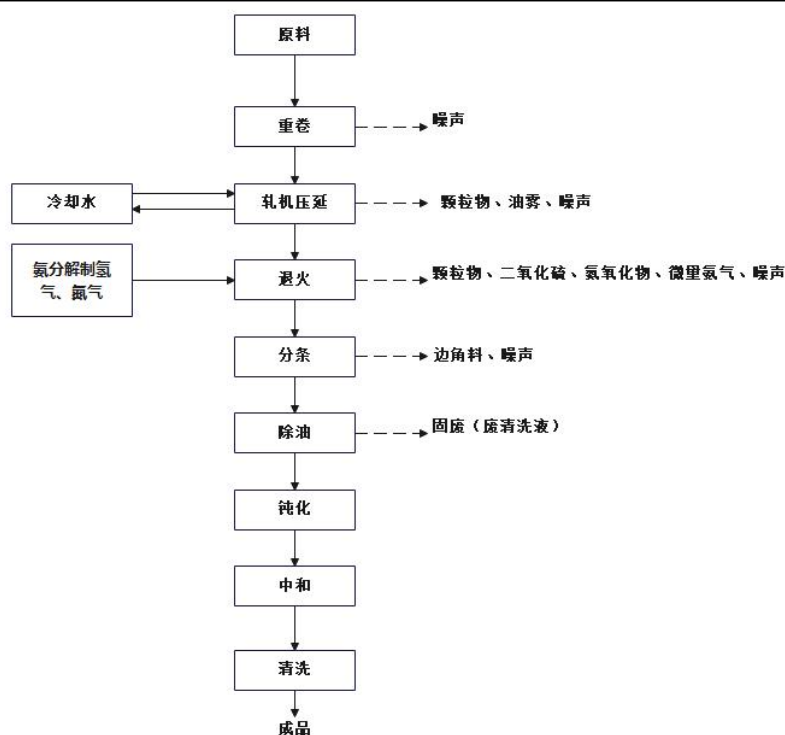 原料
重卷
噪声
冷却水
轧机压延
颗粒物、油雾、噪声
氨分解制氢
气、氮气
退火
颗粒物、二氧化硫、氮氧化物、微量氨气、噪声
分条
边角料、噪声
除油
固废（废清洗液）
钝化
中和
清洗
成品